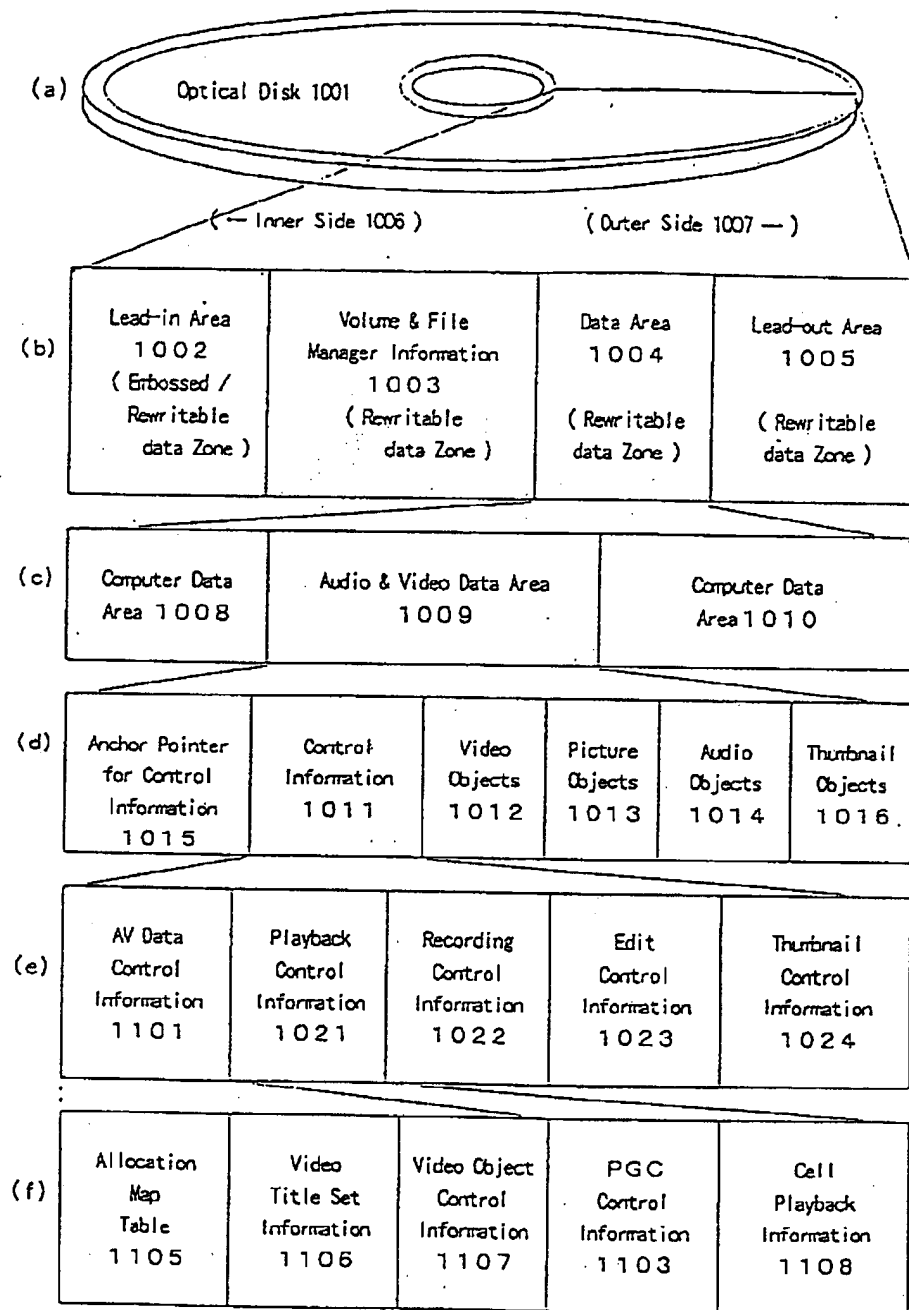 (a)
Optical Disk 1001
(← Inner Side 1006 )
( Outer Side 1007 — )
(b)
Lead-in Area
1002
( Embossed /
Rewritable
data Zone )
Volume & File
Manager Information
1003
( Rewritable
data Zone )
Data Area
1004
( Rewritable
data Zone )
Lead-out Area
1005
( Rewritable
data Zone )
(c)
Computer Data
Area 1008
Audio & Video Data Area
1009
Computer Data
Area 1010
(d)
Anchor Pointer
for Control
Information
1015
Control
Information
1011
Video
Objects
1012
Picture
Objects
1013
Audio
Objects
1014
Thumbnail
Objects
1016
(e)
AV Data
Control
Information
1101
Playback
Control
Information
1021
Recording
Control
Information
1022
Edit
Control
Information
1023
Thumbnail
Control
Information
1024
(f)
Allocation
Map
Table
1105
Video
Title Set
Information
1106
Video Object
Control
Information
1107
PGC
Control
Information
1103
Cell
Playback
Information
1108